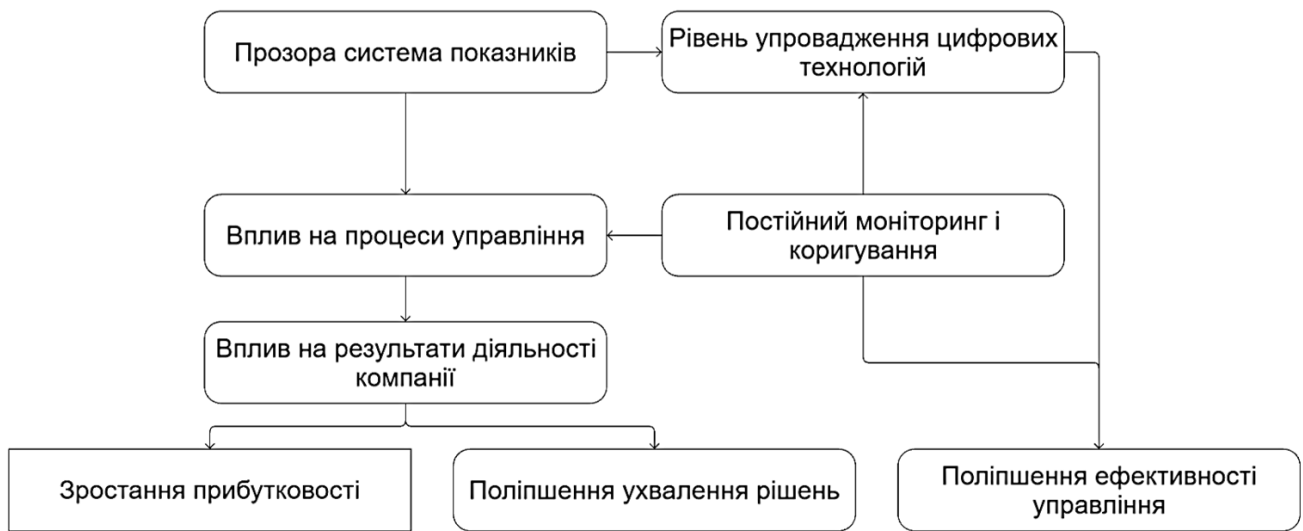 Прозора система показників
Рівень упровадження цифрових
технологій
Вплив на процеси управління
Постійний моніторинг і
коригування
Вплив на результати діяльності
компанії
Зростання прибутковості
Поліпшення ухвалення рішень
Поліпшення ефективності
управління